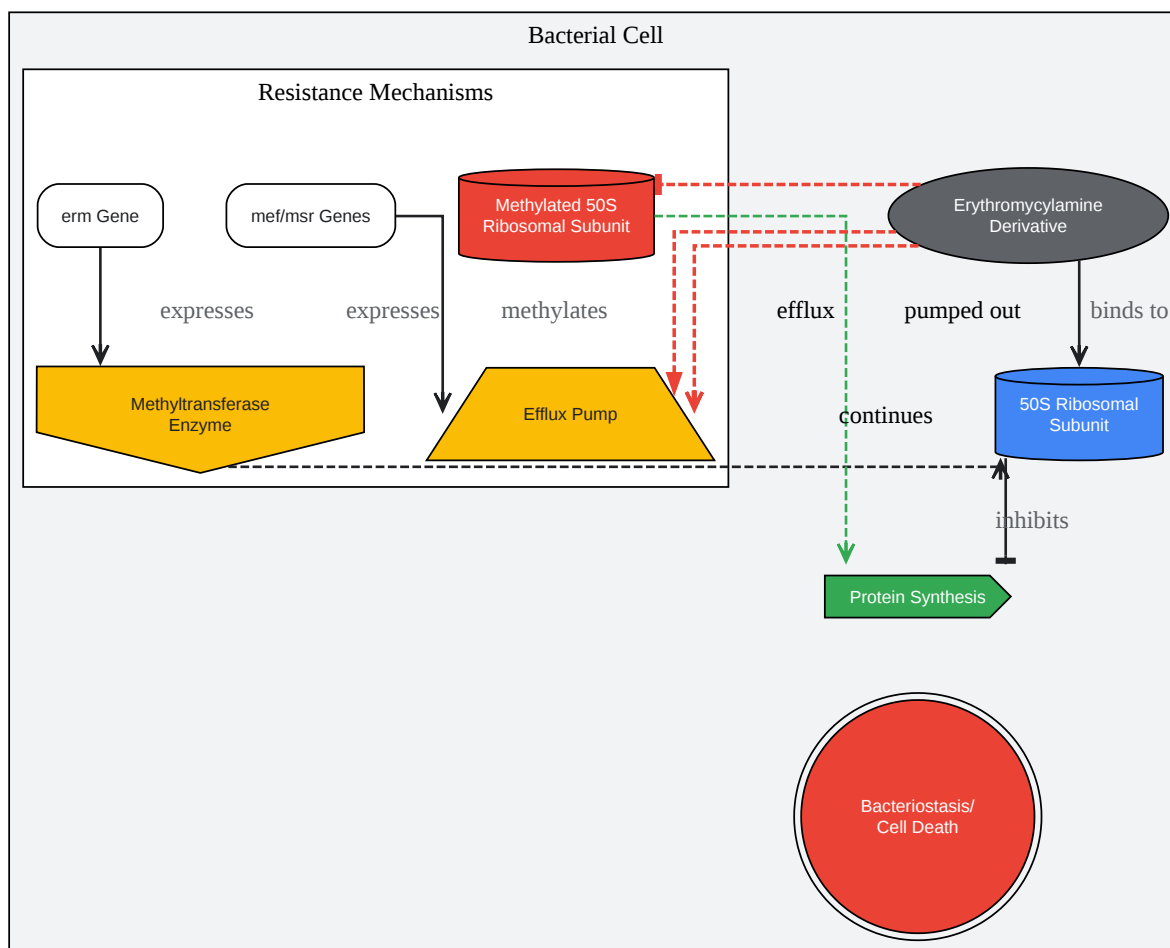 Bacterial Cell
Resistance Mechanisms
erm Gene
mef/msr Genes
Methylated 50S
Ribosomal Subunit
Erythromycylamine
Derivative
expresses
expresses
methylates
efflux
pumped out
binds to
Methyltransferase
Enzyme
Efflux Pump
continues
50S Ribosomal
Subunit
inhibits
Protein Synthesis
Bacteriostasis/
Cell Death